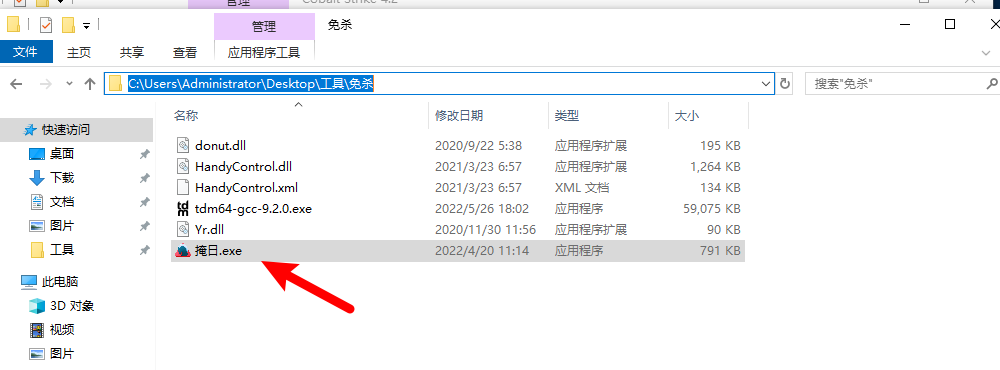 管理 Cobalt Strike 4.2
管理 免杀
文件 主页 共享 查看 应用程序工具
C:\Users\Administrator\Desktop\工具\免杀 搜索"免杀"
名称 修改日期 类型 大小
快速访问
桌面
下载
文档
图片
工具
此电脑
3D 对象
视频
图片
donut.dll 2020/9/22 5:38 应用程序扩展 195 KB
HandyControl.dll 2021/3/23 6:57 应用程序扩展 1,264 KB
HandyControl.xml 2021/3/23 6:57 XML 文档 134 KB
tdm64-gcc-9.2.0.exe 2022/5/26 18:02 应用程序 59,075 KB
Yr.dll 2020/11/30 11:56 应用程序扩展 90 KB
掩日.exe 2022/4/20 11:14 应用程序 791 KB